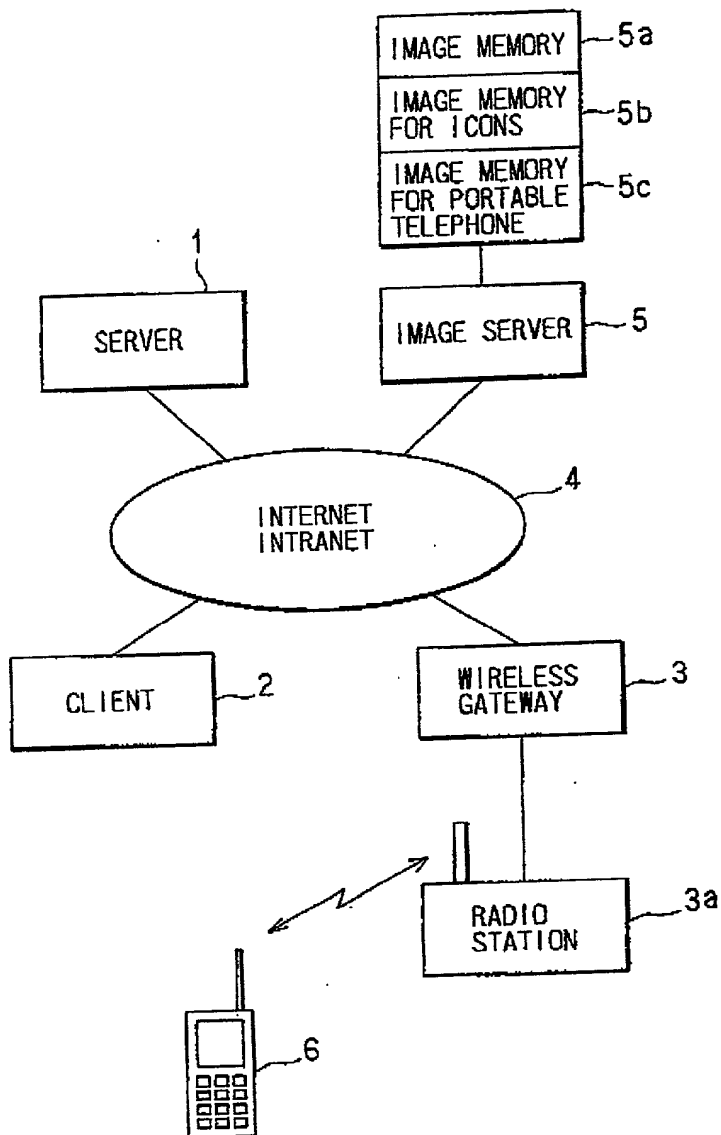 IMAGE MEMORY
5a
IMAGE MEMORY
FOR ICONS
5b
IMAGE MEMORY
FOR PORTABLE
TELEPHONE
5c
1
SERVER
IMAGE SERVER
5
4
INTERNET
INTRANET
CLIENT
2
WIRELESS
GATEWAY
3
RADIO
STATION
3a
6